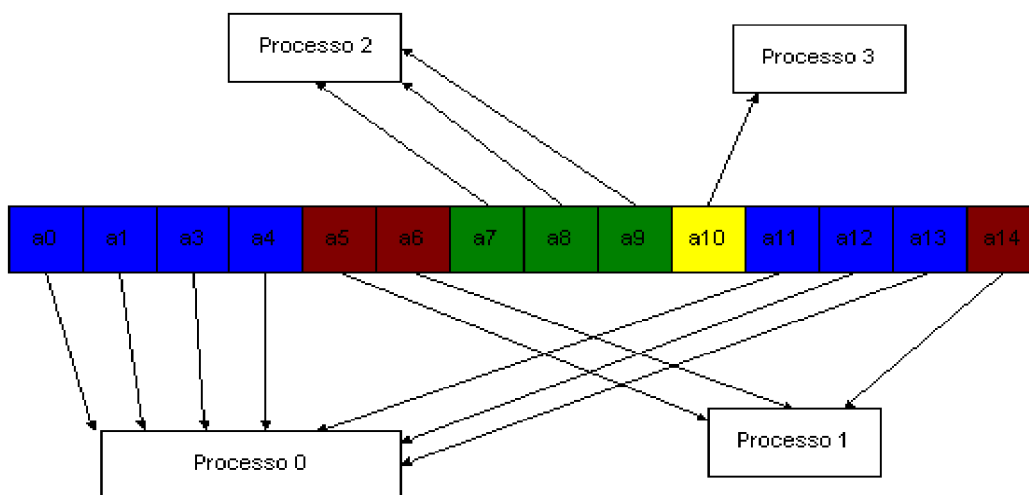 Processo 2
Processo 3
a0 a1 a3 a4 a5 a6 a7 a8 a9 a10 a11 a12 a13 a14
Processo 1
Processo 0